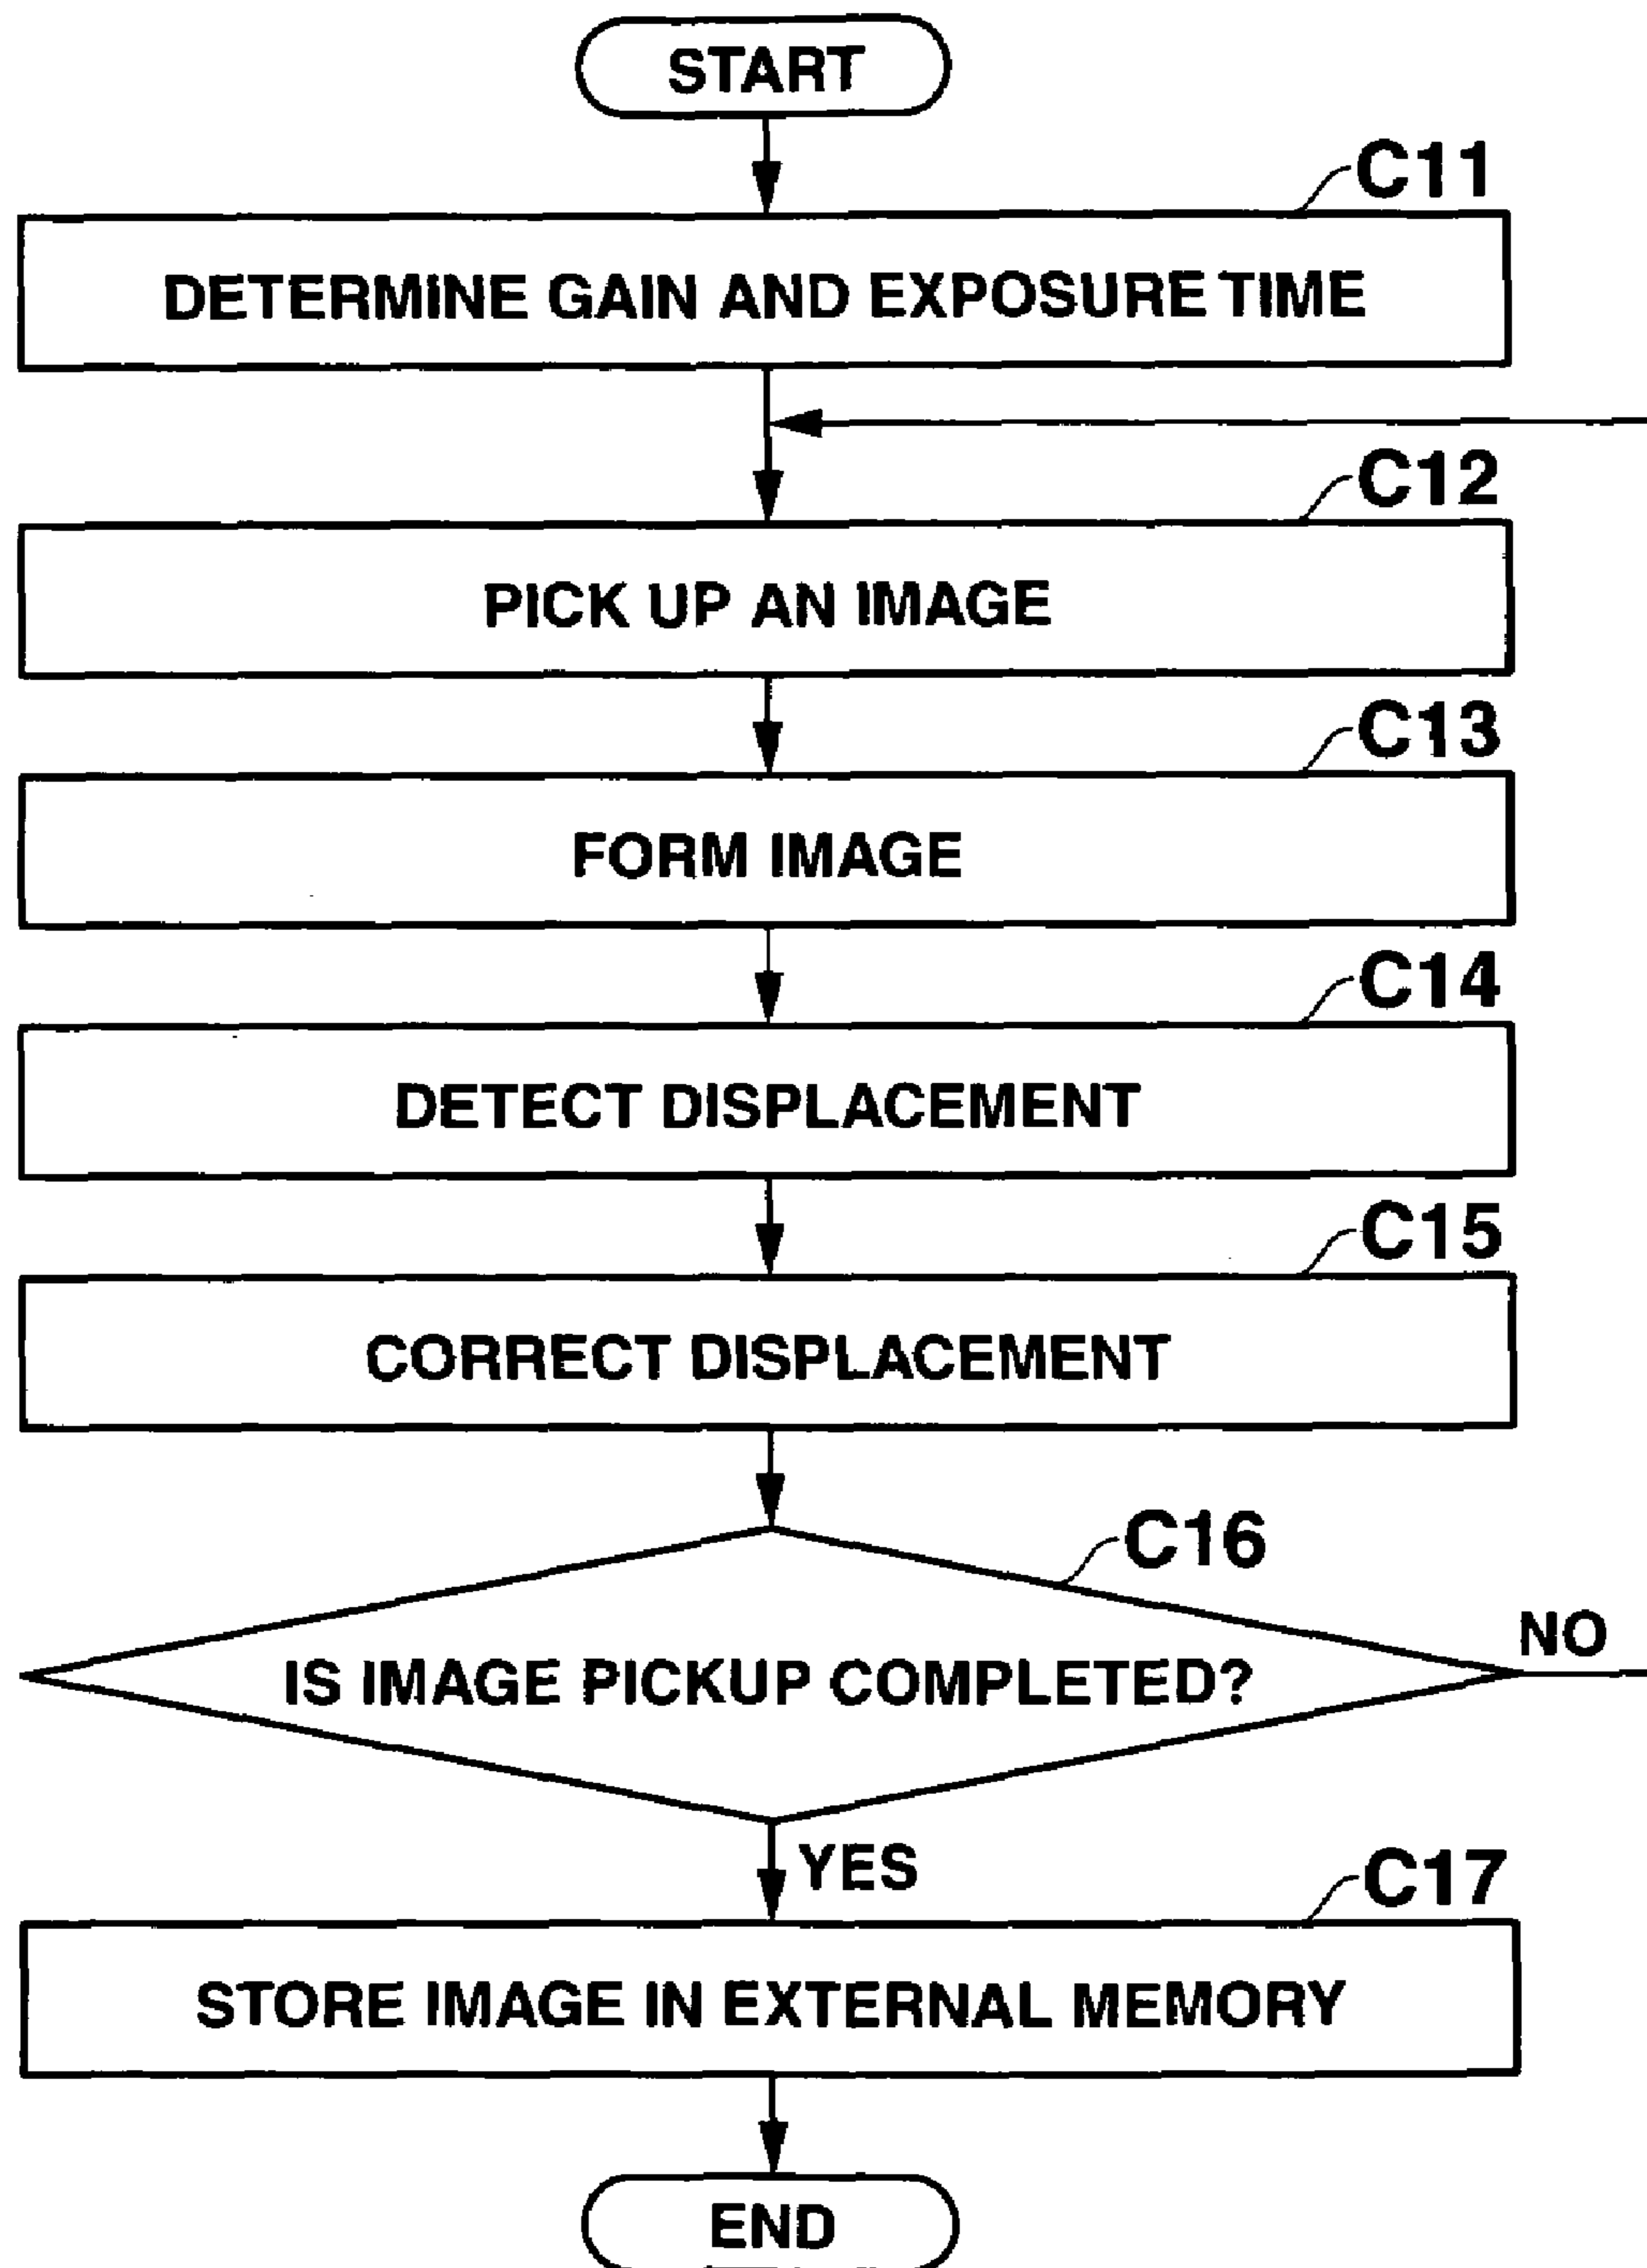 START
C11
DETERMINE GAIN AND EXPOSURE TIME
C12
PICK UP AN IMAGE
C13
FORM IMAGE
C14
DETECT DISPLACEMENT
C15
CORRECT DISPLACEMENT
C16
NO
IS IMAGE PICKUP COMPLETED?
YES
C17
STORE IMAGE IN EXTERNAL MEMORY
END